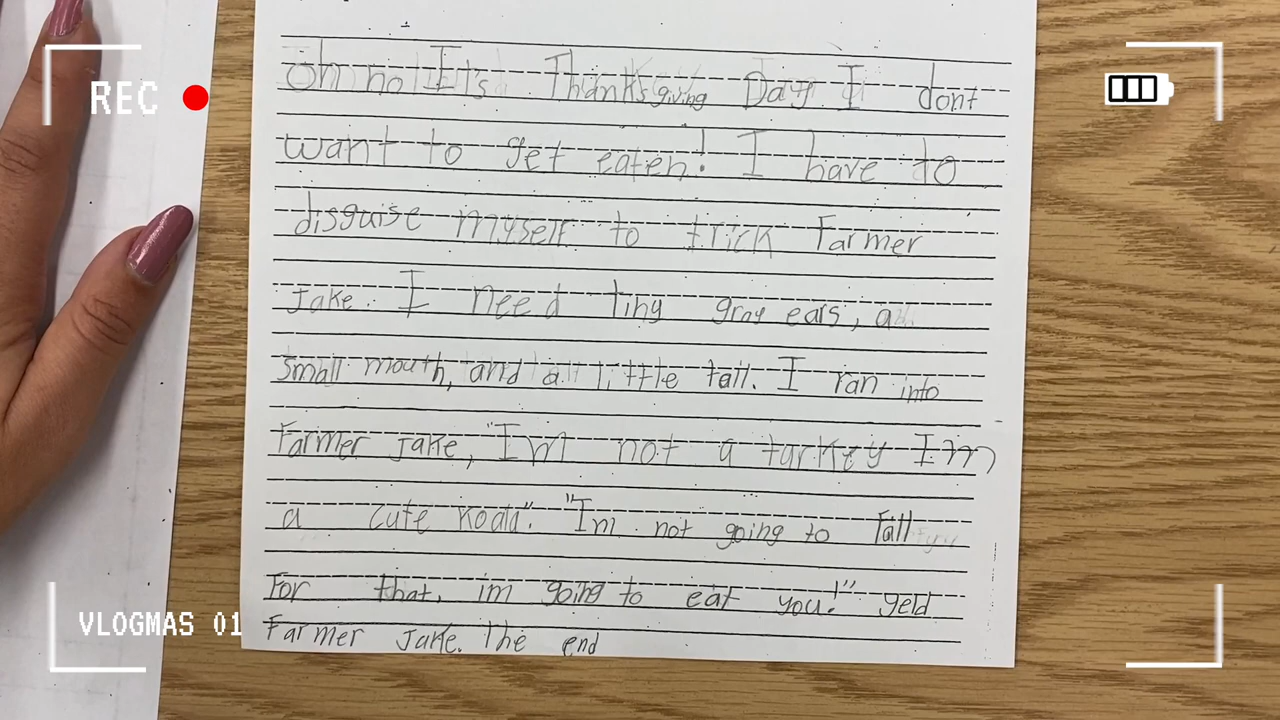 REC
Oh no It's Thanksgiving Day. I dont
want to get eaten! I have to
disguise myself to trick Farmer
Jake. I need tiny gray ears, a
small mouth, and a little tail. I ran into
Farmer Jake, "I'm not a turkey I'm
a cute koala". "I'm not going to fall
For that, im going to eat you!" yeld
Farmer Jake. The end
VLOGMAS 01